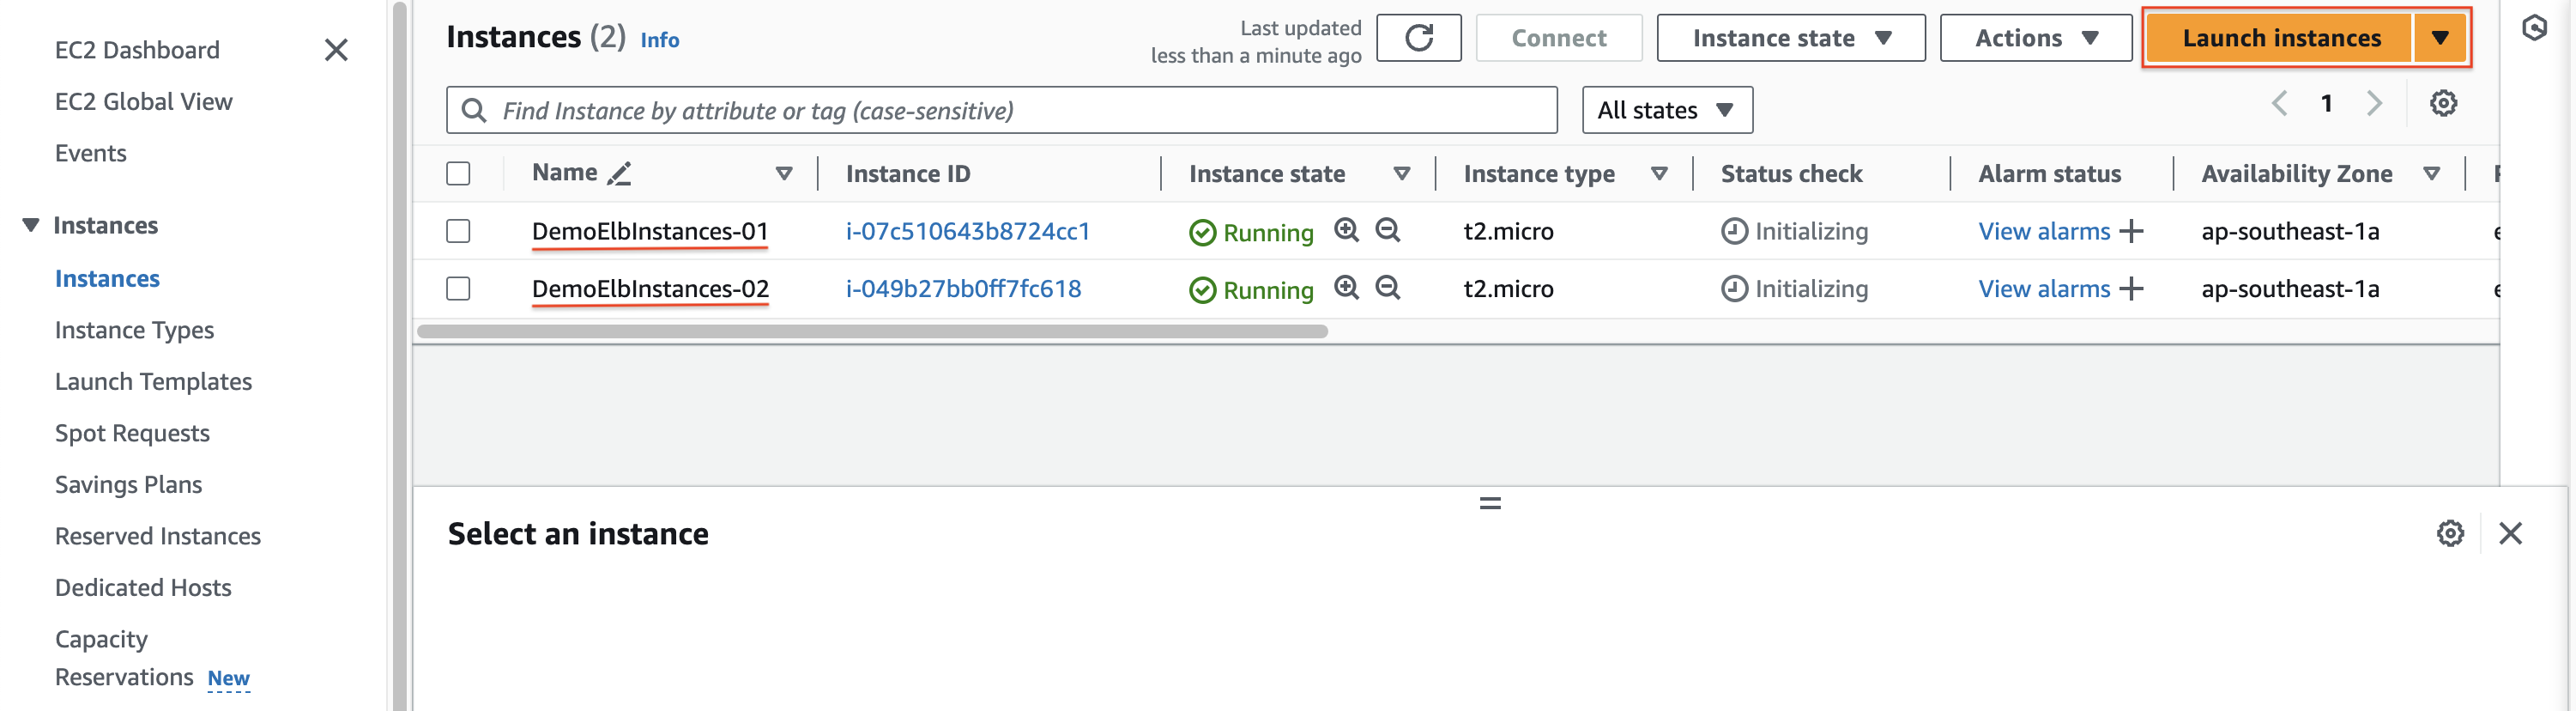 EC2 Dashboard
EC2 Global View
Events
Instances
Instances
Instance Types
Launch Templates
Spot Requests
Savings Plans
Reserved Instances
Dedicated Hosts
Capacity
Reservations New
Instances (2) Info
Last updated
less than a minute ago
Connect
Instance state
Actions
Launch instances
Find Instance by attribute or tag (case-sensitive)
All states
1
Name Instance ID Instance state Instance type Status check Alarm status Availability Zone
DemoElbInstances-01 i-07c510643b8724cc1 Running t2.micro Initializing View alarms ap-southeast-1a
DemoElbInstances-02 i-049b27bb0ff7fc618 Running t2.micro Initializing View alarms ap-southeast-1a
Select an instance